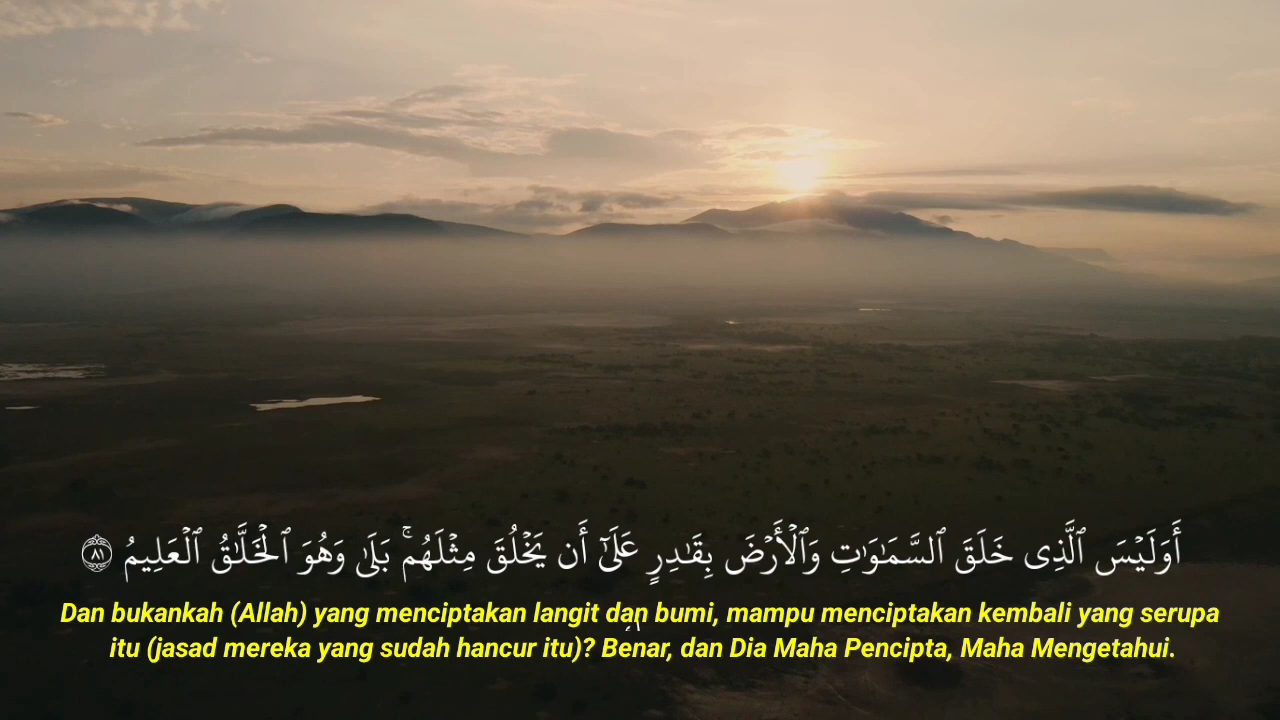 أَوَلَيْسَ ٱلَّذِى خَلَقَ ٱلسَّمَٰوَٰتِ وَٱلْأَرْضَ بِقَٰدِرٍ عَلَىٰٓ أَن يَخْلُقَ مِثْلَهُم ۚ بَلَىٰ وَهُوَ ٱلْخَلَّٰقُ ٱلْعَلِيمُ ٨١
Dan bukankah (Allah) yang menciptakan langit dan bumi, mampu menciptakan kembali yang serupa
itu (jasad mereka yang sudah hancur itu)? Benar, dan Dia Maha Pencipta, Maha Mengetahui.